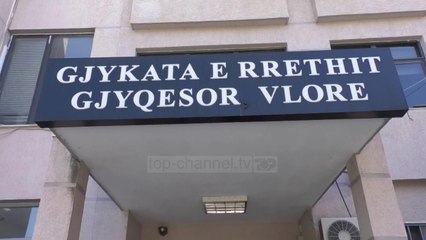 GJYKATA E RRETHIT
GJYQESOR VLORE
top-channel.tv